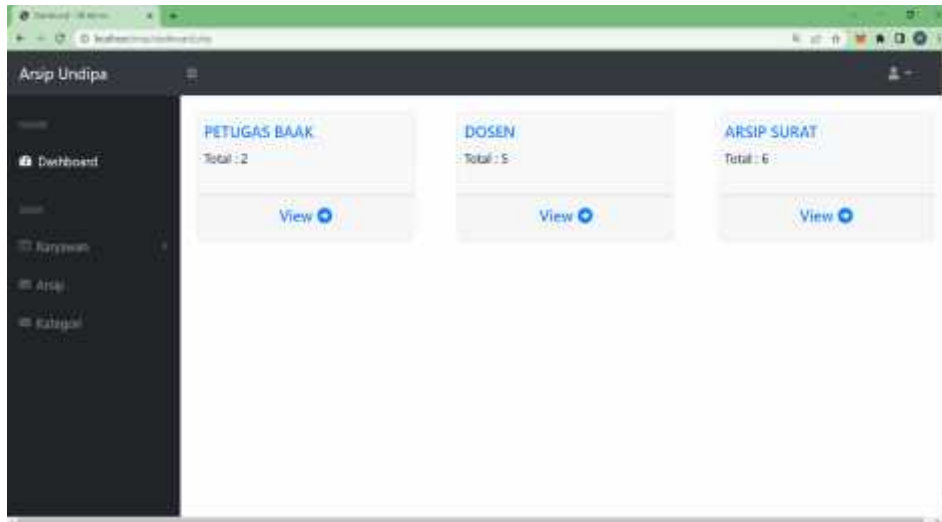 Arsip Undipa
Dashboard
Karyawan
Arsip
Kategori
PETUGAS BAAK
Total : 2
View
DOSEN
Total : 5
View
ARSIP SURAT
Total : 6
View